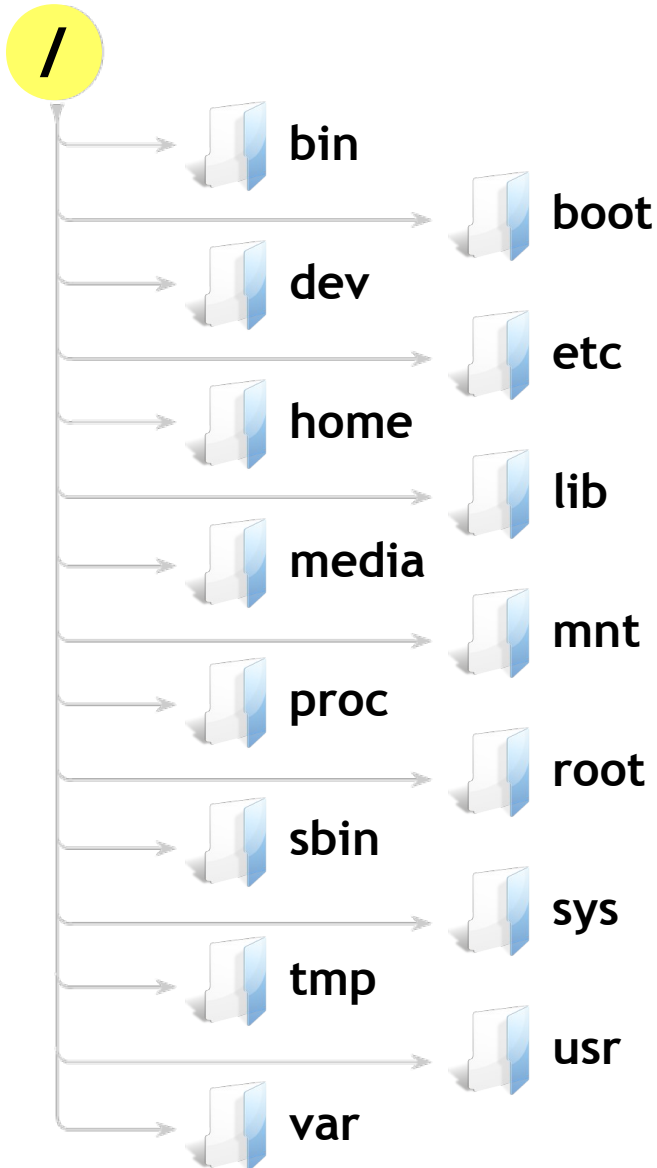 /
bin
boot
dev
etc
home
lib
media
mnt
proc
root
sbin
sys
tmp
usr
var